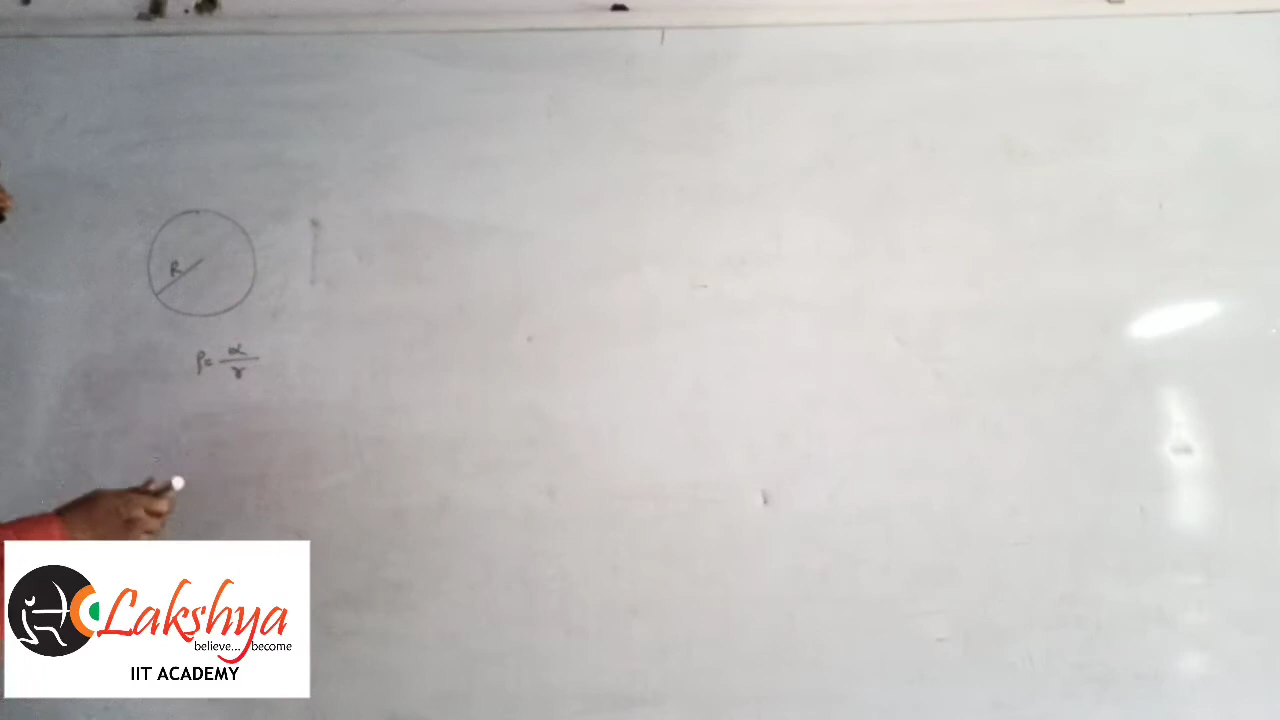 R
ρ = α/r
Lakshya
believe... become
IIT ACADEMY